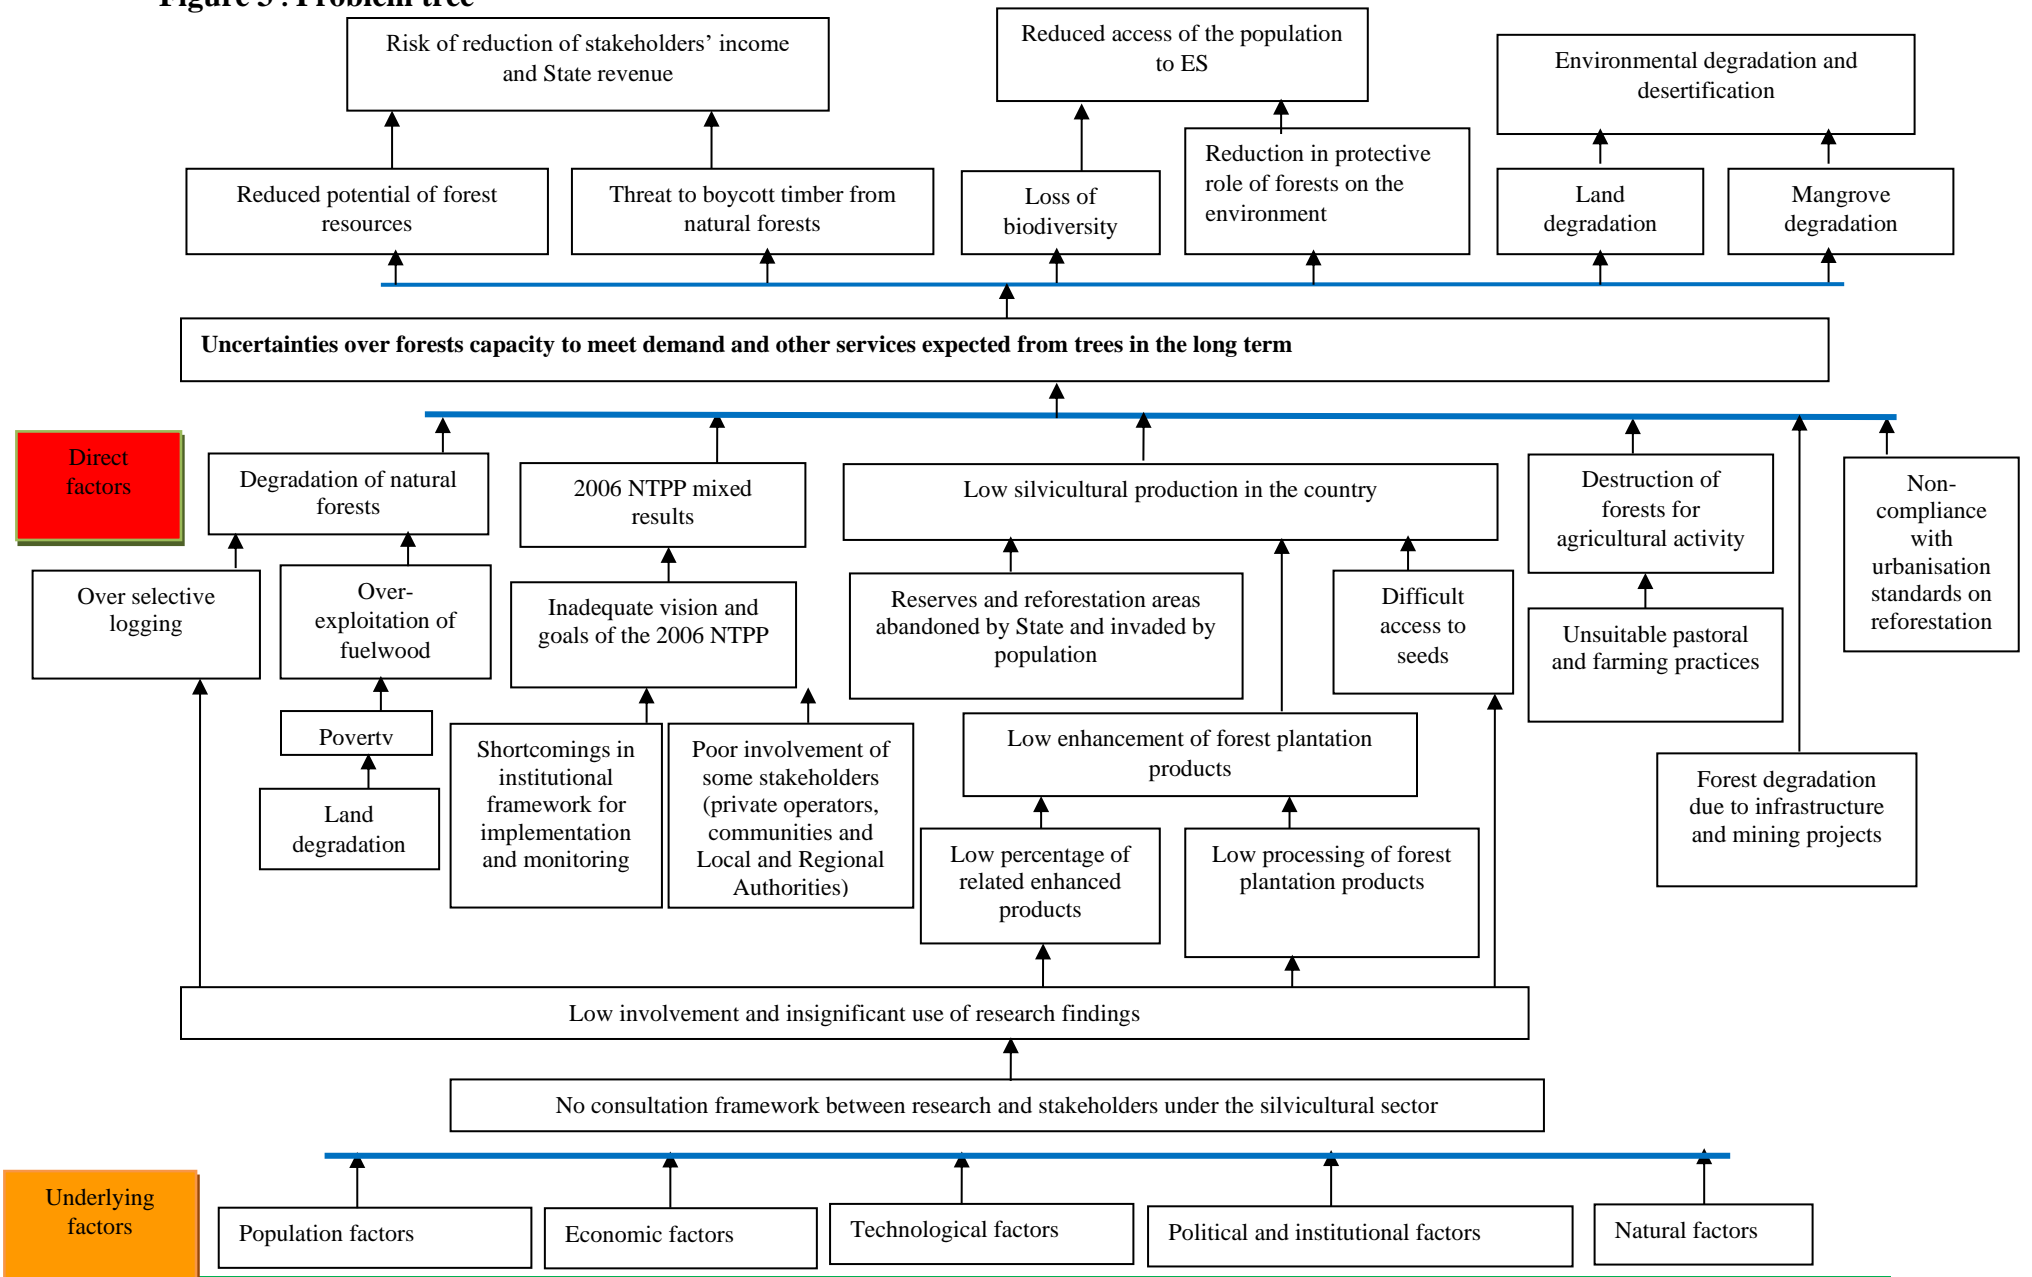 Figure 3 : Problem tree
Risk of reduction of stakeholders’ income
and State revenue
Reduced access of the population
to ES
Environmental degradation and
desertification
Reduced potential of forest
resources
Threat to boycott timber from
natural forests
Loss of
biodiversity
Reduction in protective
role of forests on the
environment
Land
degradation
Mangrove
degradation
Uncertainties over forests capacity to meet demand and other services expected from trees in the long term
Direct
factors
Degradation of natural
forests
2006 NTPP mixed
results
Low silvicultural production in the country
Destruction of
forests for
agricultural activity
Non-
compliance
with
urbanisation
standards on
reforestation
Over selective
logging
Over-
exploitation of
fuelwood
Inadequate vision and
goals of the 2006 NTPP
Reserves and reforestation areas
abandoned by State and invaded by
population
Difficult
access to
seeds
Unsuitable pastoral
and farming practices
Poverty
Land
degradation
Shortcomings in
institutional
framework for
implementation
and monitoring
Poor involvement of
some stakeholders
(private operators,
communities and
Local and Regional
Authorities)
Low enhancement of forest plantation
products
Forest degradation
due to infrastructure
and mining projects
Low percentage of
related enhanced
products
Low processing of forest
plantation products
Low involvement and insignificant use of research findings
No consultation framework between research and stakeholders under the silvicultural sector
Underlying
factors
Population factors
Economic factors
Technological factors
Political and institutional factors
Natural factors